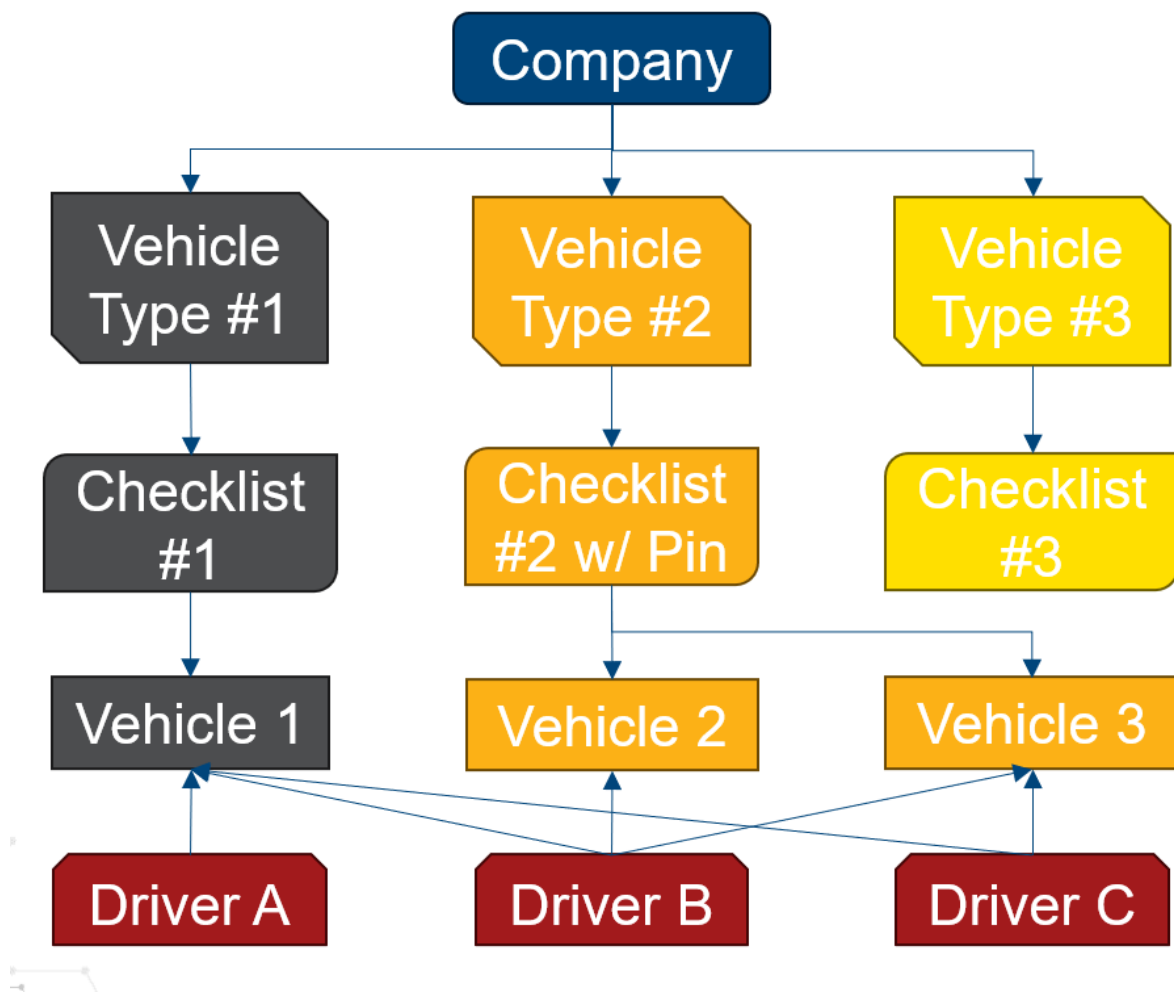 Company
Vehicle
Type #1
Vehicle
Type #2
Vehicle
Type #3
Checklist
#1
Checklist
#2 w/ Pin
Checklist
#3
Vehicle 1
Vehicle 2
Vehicle 3
Driver A
Driver B
Driver C